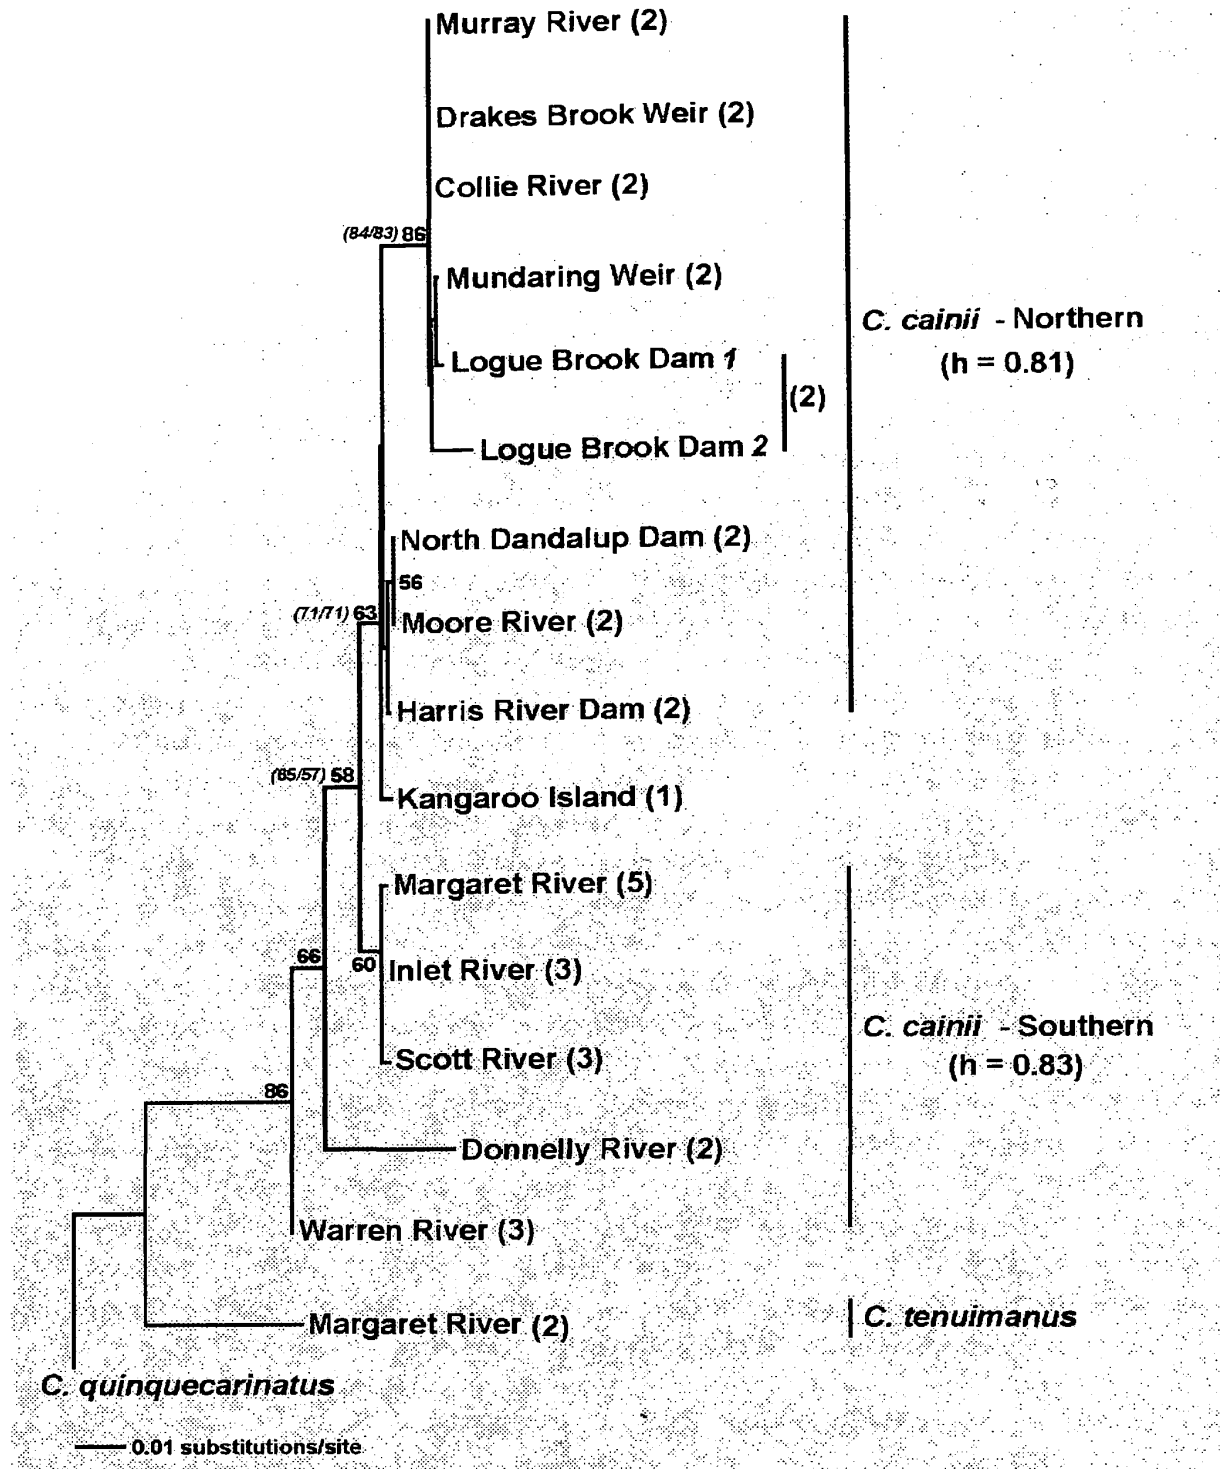 Murray River (2)
Drakes Brook Weir (2)
Collie River (2)
(84/83) 86
Mundaring Weir (2)
C. cainii - Northern
(h = 0.81)
Logue Brook Dam 1
(2)
Logue Brook Dam 2
North Dandalup Dam (2)
56
(71/71) 63
Moore River (2)
Harris River Dam (2)
(65/57) 58
Kangaroo Island (1)
Margaret River (5)
66
60
Inlet River (3)
C. cainii - Southern
(h = 0.83)
Scott River (3)
86
Donnelly River (2)
Warren River (3)
Margaret River (2)
C. tenuimanus
C. quinquecarinatus
0.01 substitutions/site